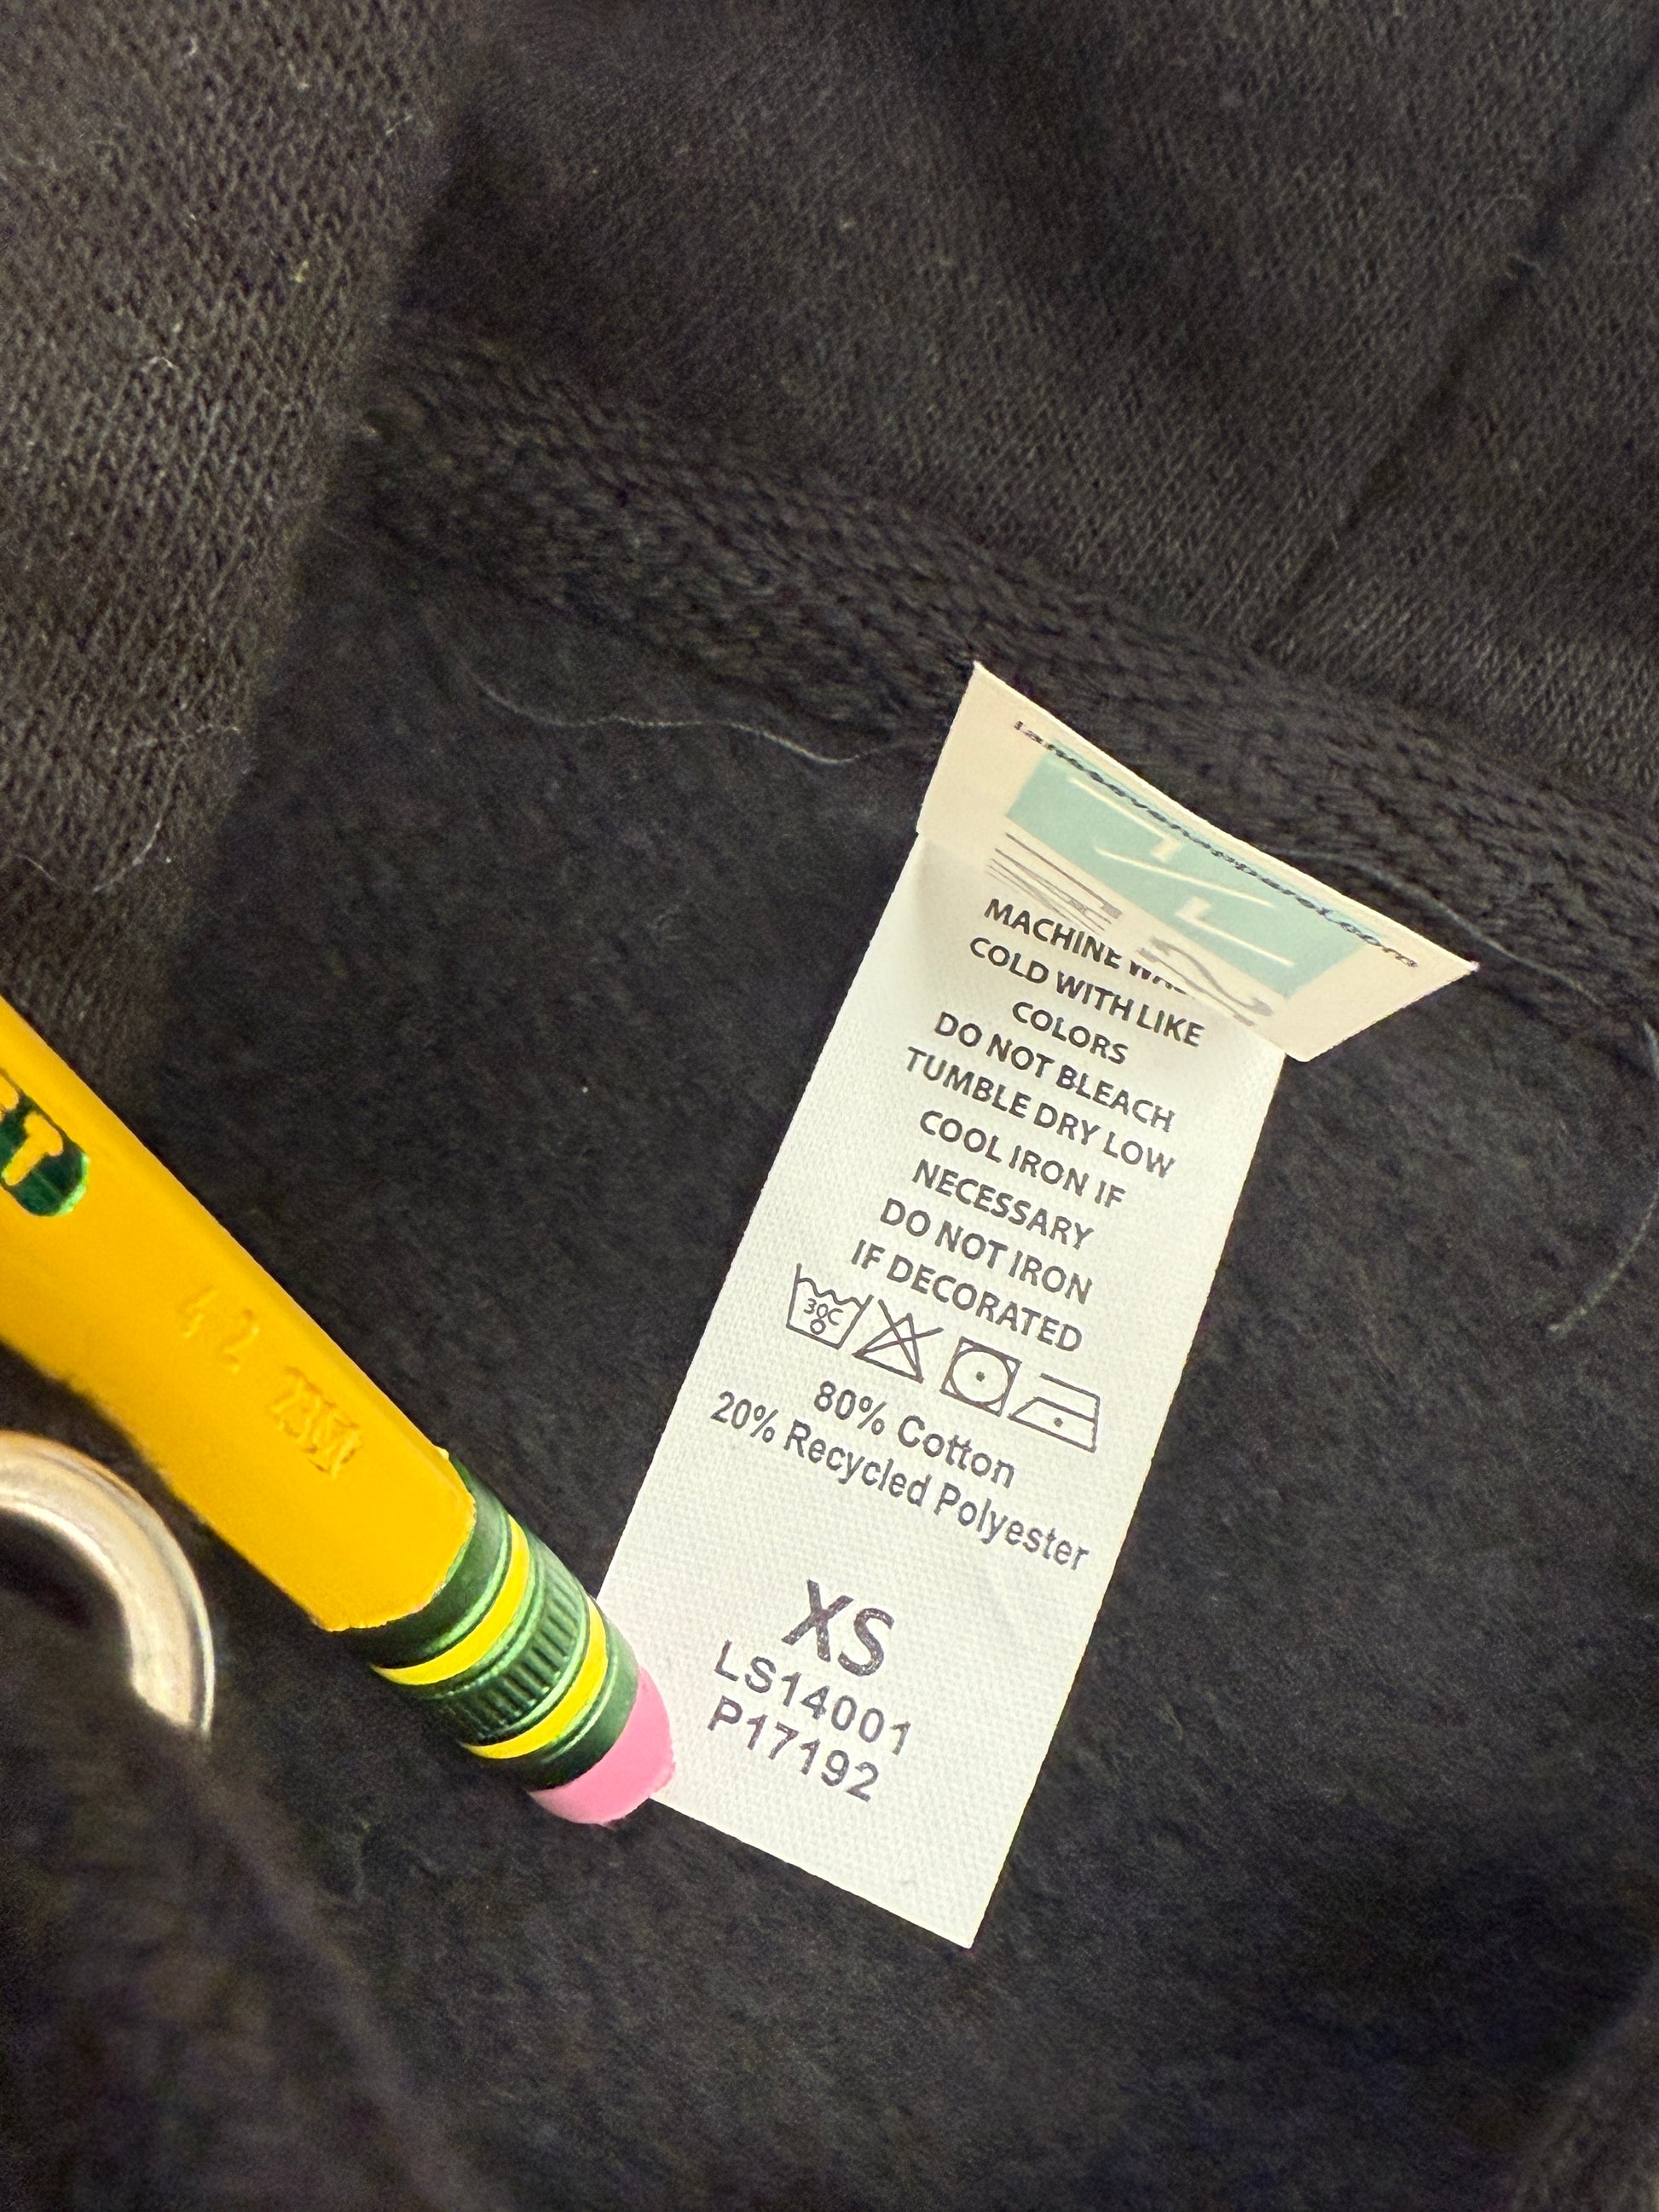 MACHINE
COLD WITH LIKE
COLORS
DO NOT BLEACH
TUMBLE DRY LOW
COOL IRON IF
NECESSARY
DO NOT IRON
IF DECORATED
30C
80% Cotton
20% Recycled Polyester
XS
LS14001
P17192